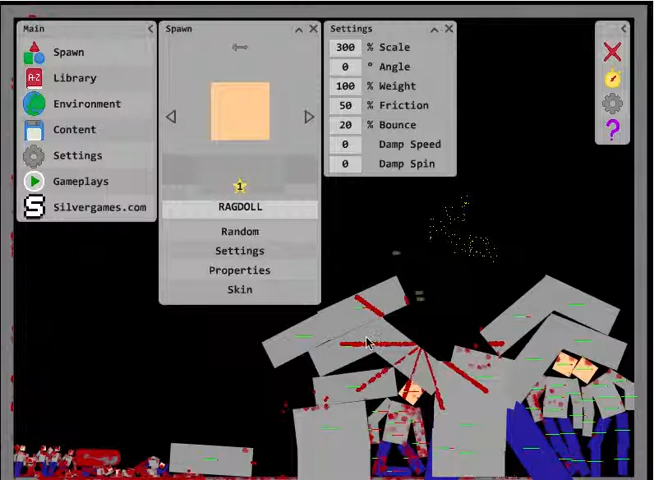 Main
Spawn
Library
Environment
Content
Settings
Gameplays
Silvergames.com
A-Z
S
Spawn
1
RAGDOLL
Random
Settings
Properties
Skin
Settings
300 % Scale
0 ° Angle
100 % Weight
50 % Friction
20 % Bounce
0 Damp Speed
0 Damp Spin
?